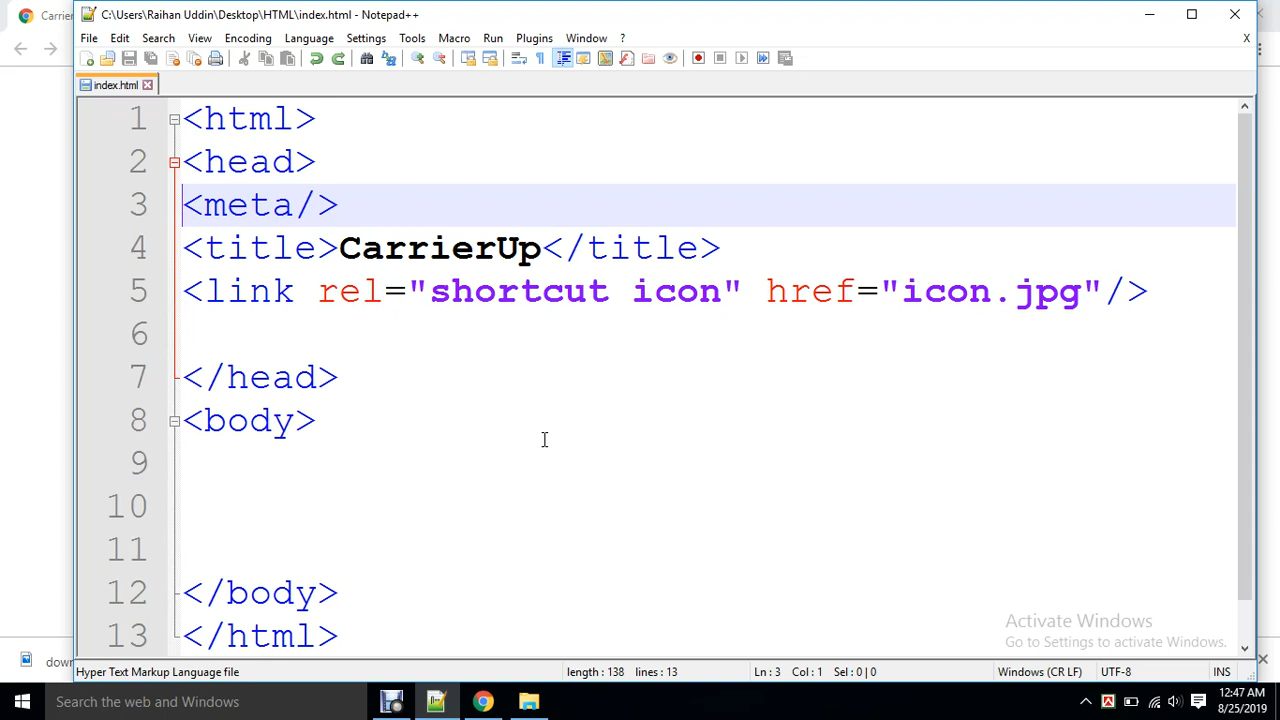 Carrier
C:\Users\Raihan Uddin\Desktop\HTML\index.html - Notepad++
File Edit Search View Encoding Language Settings Tools Macro Run Plugins Window ? X
index.html
1 <html>
2 <head>
3 <meta/>
4 <title>CarrierUp</title>
5 <link rel="shortcut icon" href="icon.jpg"/>
6
7 </head>
8 <body>
9
10
11
12 </body>
13 </html>
Activate Windows
Go to Settings to activate Windows.
dow
Hyper Text Markup Language file length : 138 lines : 13 Ln : 3 Col : 1 Sel : 0 | 0 Windows (CR LF) UTF-8 INS
Search the web and Windows
12:47 AM
8/25/2019